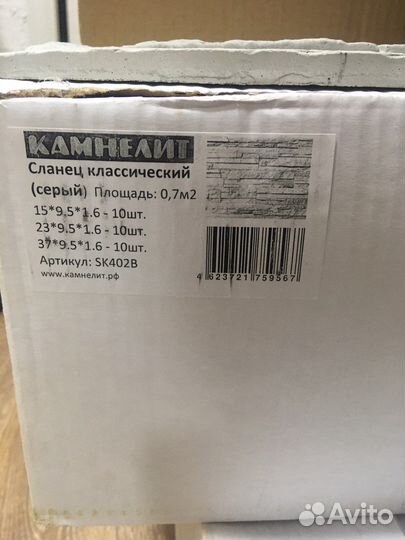 КАМНЕЛИТ
Сланец классический
(серый) Площадь: 0,7м2
15*9.5*1.6 - 10шт.
23*9.5*1.6 - 10шт.
37*9.5*1.6 - 10шт.
Артикул: SK402B
www.камнелит.рф
4 623721 759567
Avito